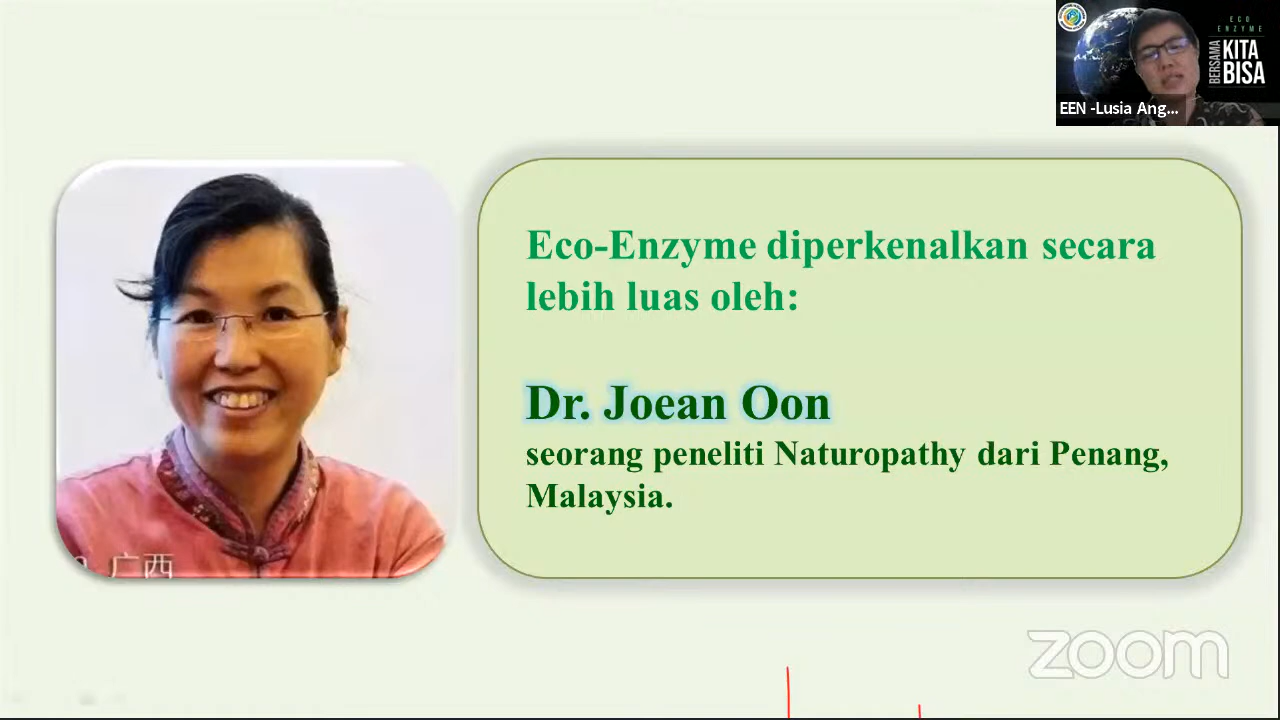 ECO
ENZYME
BERSAMA
KITA
BISA
EEN -Lusia Ang...
Eco-Enzyme diperkenalkan secara
lebih luas oleh:
Dr. Joean Oon
seorang peneliti Naturopathy dari Penang,
Malaysia.
广西
zoom